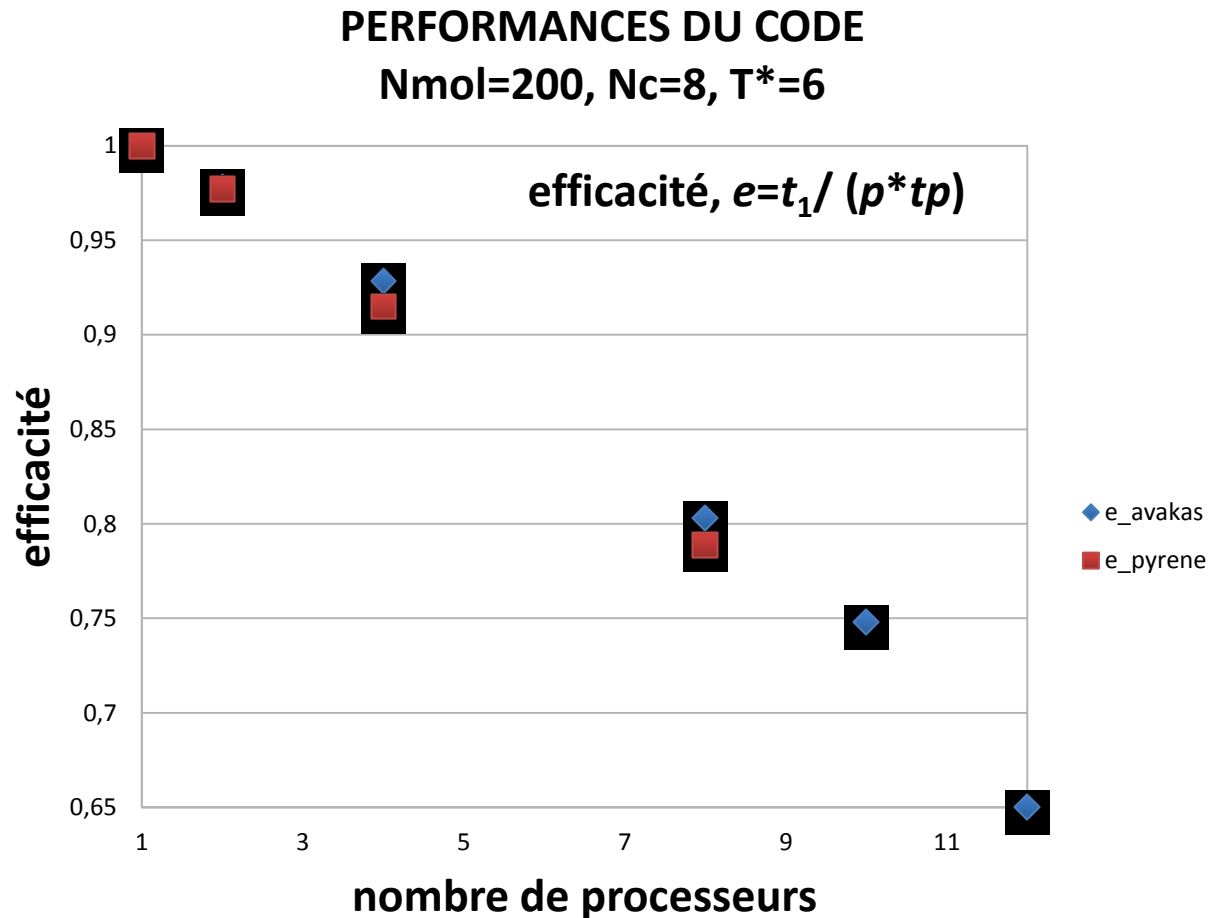 PERFORMANCES DU CODE
Nmol=200, Nc=8, T*=6
efficacité, e=t₁/ (p*tp)
1
0,95
0,9
0,85
0,8
0,75
0,7
0,65
efficacité
e_avakas
e_pyrene
1 3 5 7 9 11
nombre de processeurs